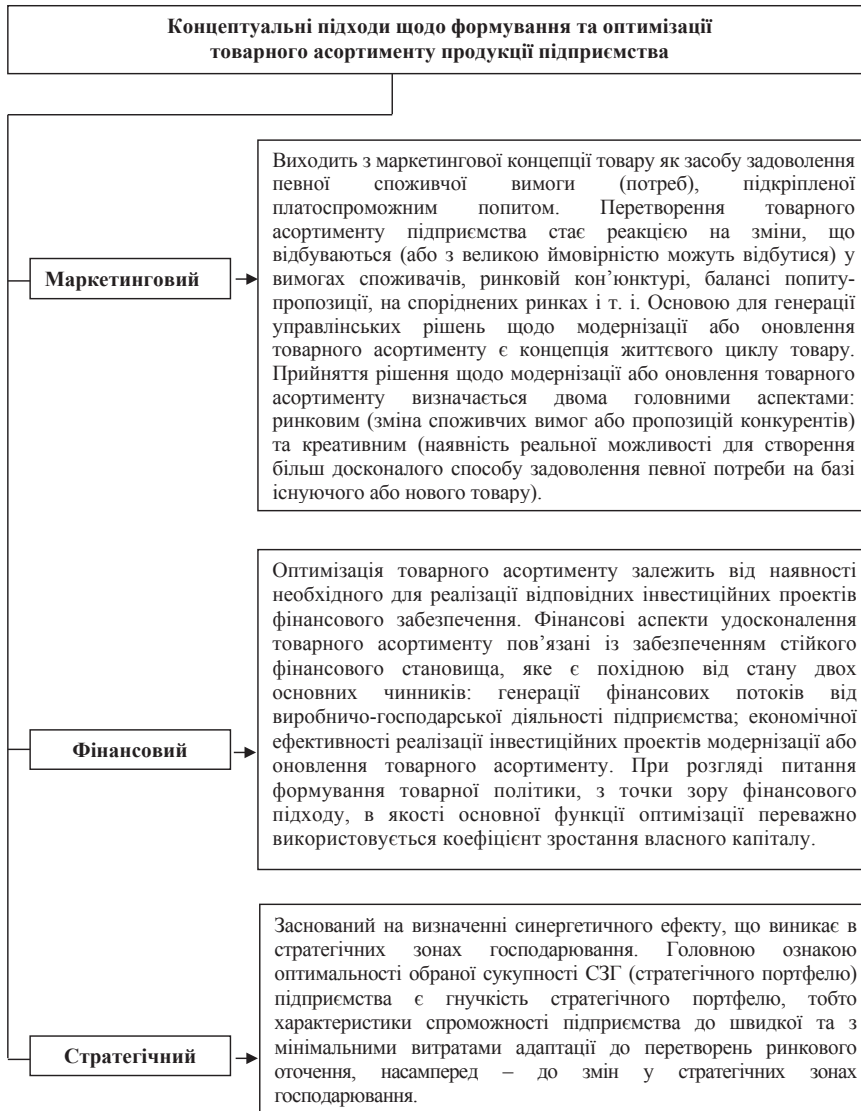 Концептуальні підходи щодо формування та оптимізації
товарного асортименту продукції підприємства
Маркетинговий
Виходить з маркетингової концепції товару як засобу задоволення
певної споживчої вимоги (потреб), підкріпленої
платоспроможним попитом. Перетворення товарного
асортименту підприємства стає реакцією на зміни, що
відбуваються (або з великою ймовірністю можуть відбутися) у
вимогах споживачів, ринковій кон’юнктурі, балансі попиту-
пропозиції, на споріднених ринках і т. і. Основою для генерації
управлінських рішень щодо модернізації або оновлення
товарного асортименту є концепція життєвого циклу товару.
Прийняття рішення щодо модернізації або оновлення товарного
асортименту визначається двома головними аспектами:
ринковим (зміна споживчих вимог або пропозицій конкурентів)
та креативним (наявність реальної можливості для створення
більш досконалого способу задоволення певної потреби на базі
існуючого або нового товару).
Фінансовий
Оптимізація товарного асортименту залежить від наявності
необхідного для реалізації відповідних інвестиційних проектів
фінансового забезпечення. Фінансові аспекти удосконалення
товарного асортименту пов’язані із забезпеченням стійкого
фінансового становища, яке є похідною від стану двох
основних чинників: генерації фінансових потоків від
виробничо-господарської діяльності підприємства; економічної
ефективності реалізації інвестиційних проектів модернізації або
оновлення товарного асортименту. При розгляді питання
формування товарної політики, з точки зору фінансового
підходу, в якості основної функції оптимізації переважно
використовується коефіцієнт зростання власного капіталу.
Стратегічний
Заснований на визначенні синергетичного ефекту, що виникає в
стратегічних зонах господарювання. Головною ознакою
оптимальності обраної сукупності СЗГ (стратегічного портфелю)
підприємства є гнучкість стратегічного портфелю, тобто
характеристики спроможності підприємства до швидкої та з
мінімальними витратами адаптації до перетворень ринкового
оточення, насамперед – до змін у стратегічних зонах
господарювання.